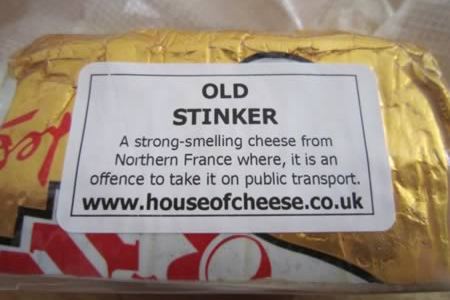 OLD
STINKER
A strong-smelling cheese from
Northern France where, it is an
offence to take it on public transport.
www.houseofcheese.co.uk